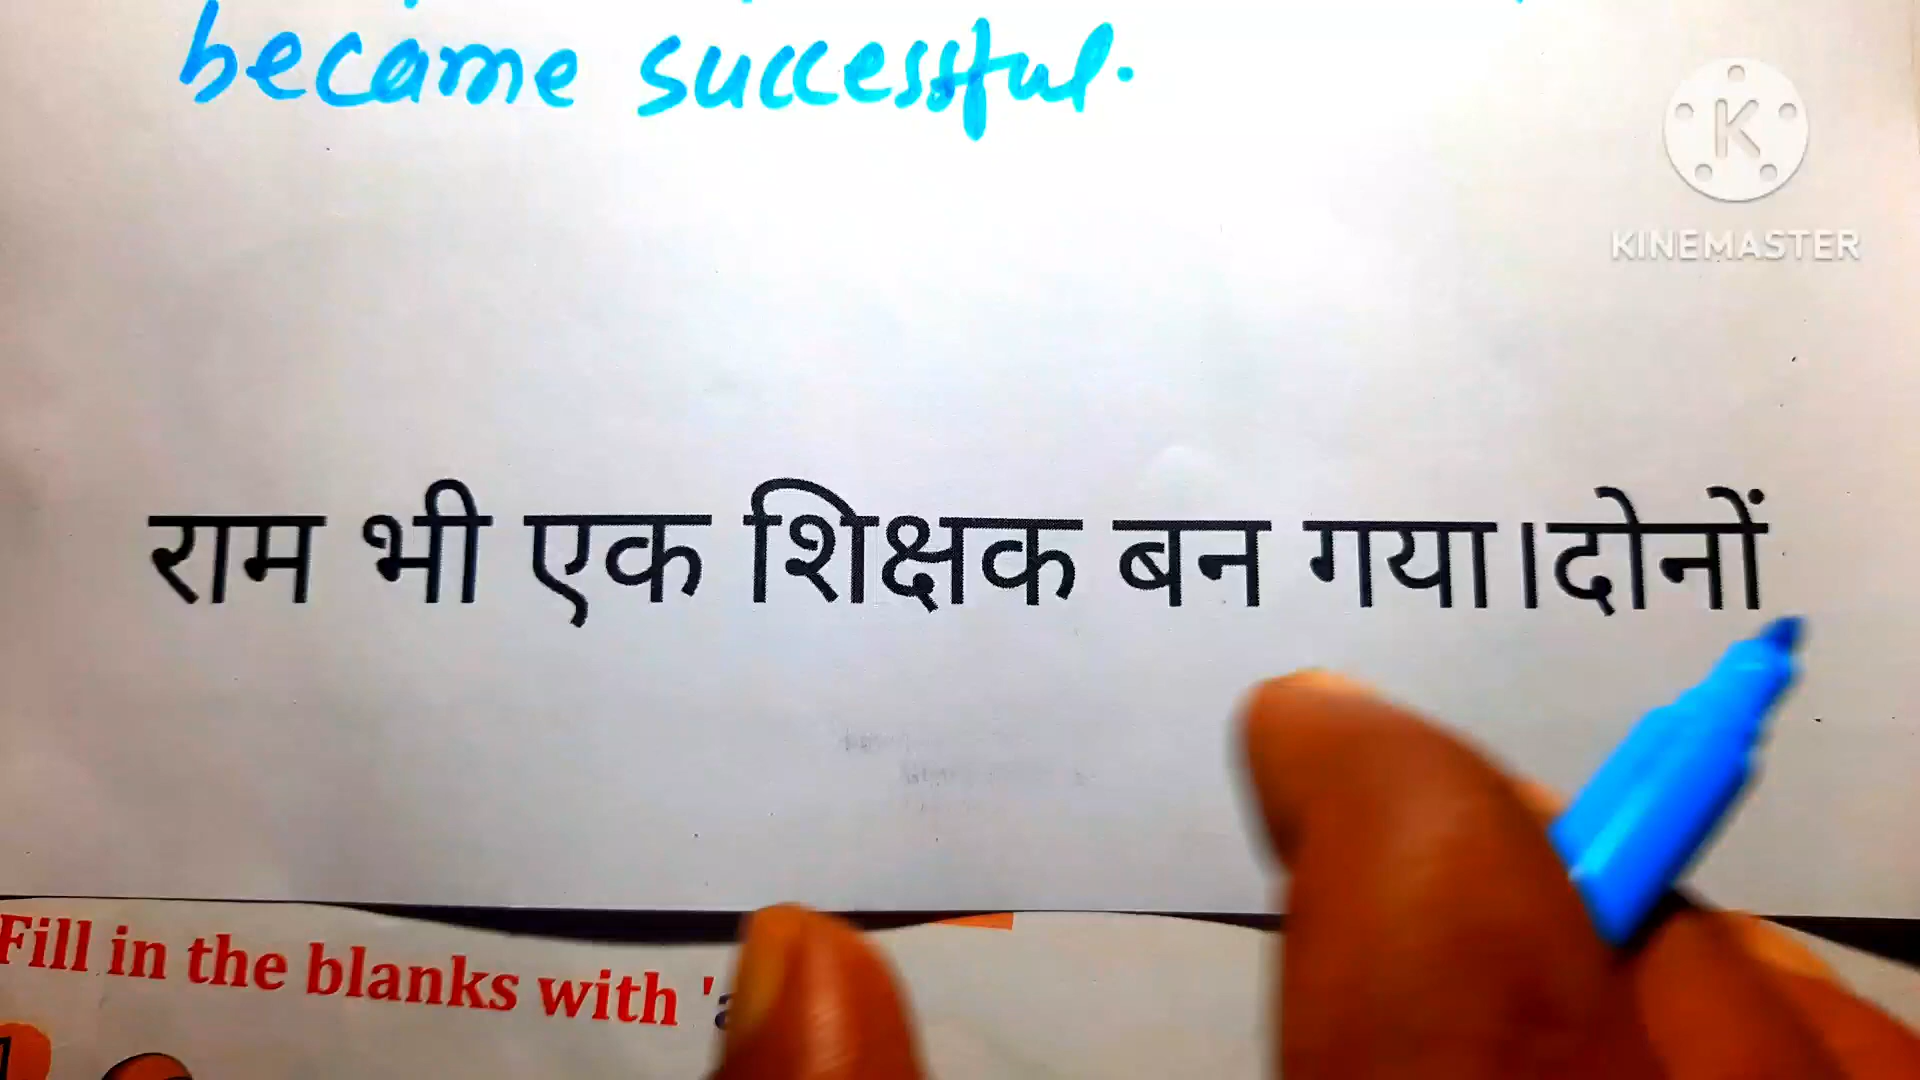 became successful.
KINEMASTER
राम भी एक शिक्षक बन गया।दोनों
Fill in the blanks with 'a